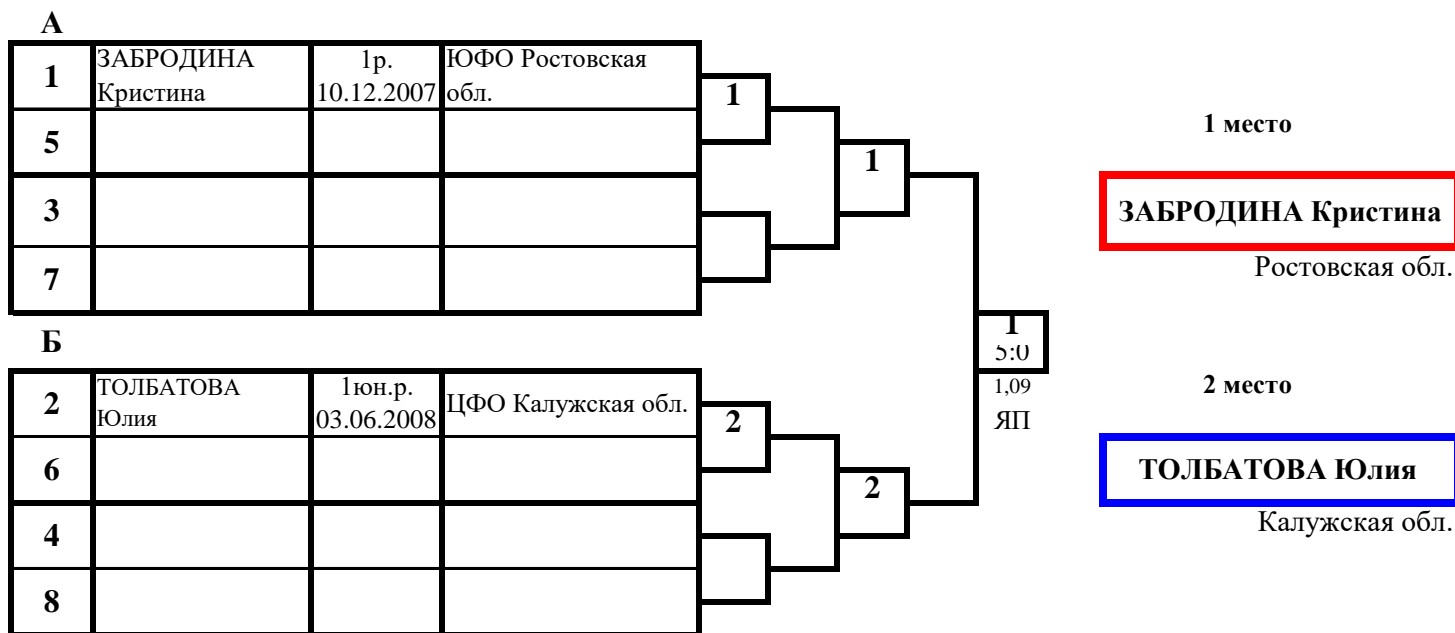 А
1 ЗАБРОДИНА Кристина 1р. 10.12.2007 ЮФО Ростовская обл.
5
3
7
Б
2 ТОЛБАТОВА Юлия 1юн.р. 03.06.2008 ЦФО Калужская обл.
6
4
8
1
1
2
2
1
5:0
1,09
ЯП
1 место
ЗАБРОДИНА Кристина
Ростовская обл.
2 место
ТОЛБАТОВА Юлия
Калужская обл.